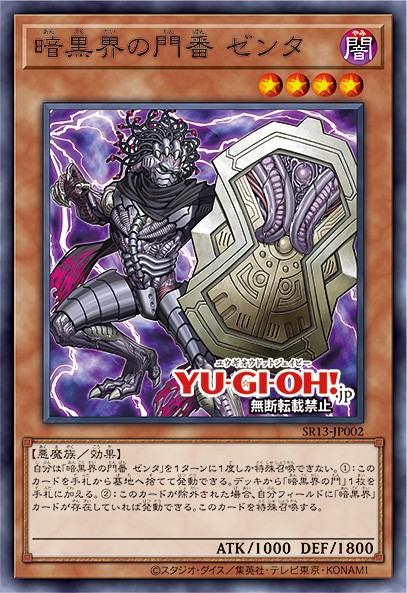 暗黒界の門番 ゼンタ
闇
エウギオウドットジェイピー
YU-GI-OH!.jp
無断転載禁止
SR13-JP002
【悪魔族/効果】
自分は「暗黒界の門番 ゼンタ」を1ターンに1度しか特殊召喚できない。①:この
カードを手札から墓地へ捨てて発動できる。デッキから「暗黒界の門」1枚を
手札に加える。②:このカードが除外された場合、自分フィールドに「暗黒界」
カードが存在していれば発動できる。このカードを特殊召喚する。
ATK/1000 DEF/1800
©スタジオ・ダイス/集英社・テレビ東京・KONAMI